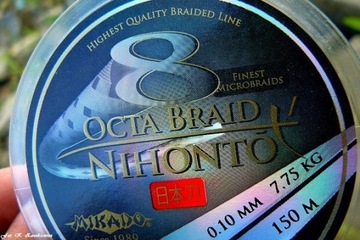 HIGHEST QUALITY BRAIDED LINE
8
FINEST
MICROBRAIDS
OCTA BRAID
NIHONTO
日本刀
0.10 MM 7.75 KG
150 M
MIKADO
Since 1980